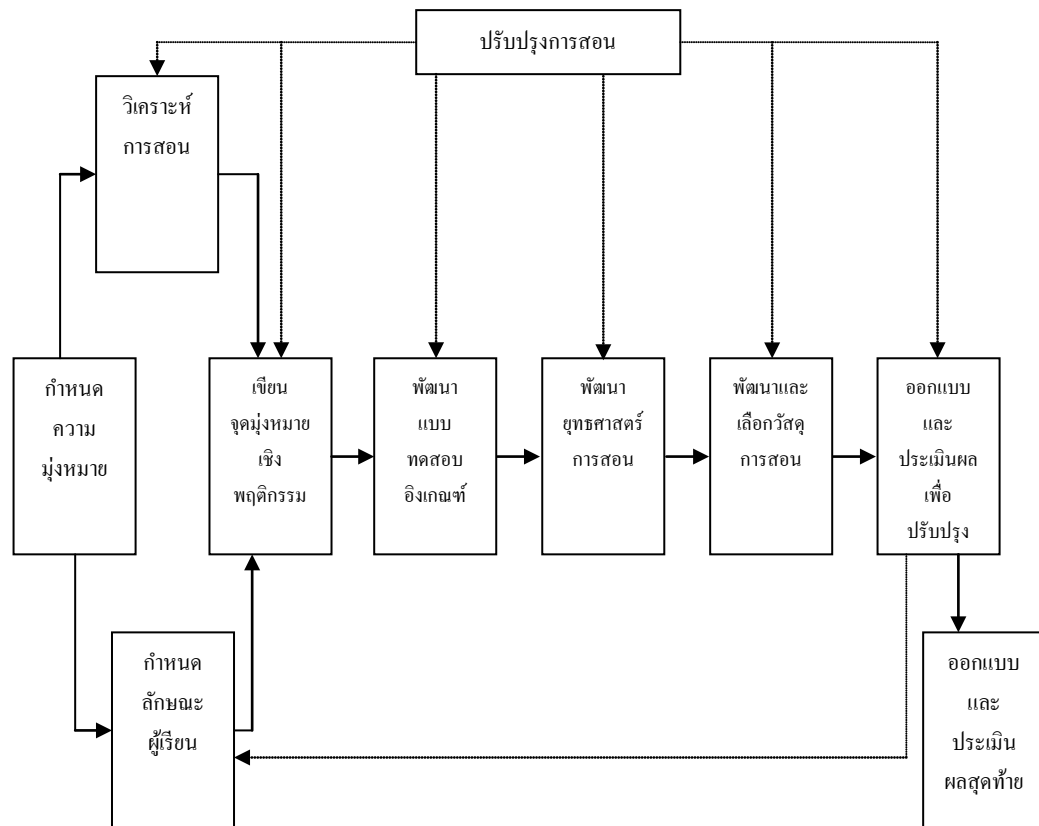 ปรับปรุงการสอน
วิเคราะห์
การสอน
กำหนด
ความ
มุ่งหมาย
เขียน
จุดมุ่งหมาย
เชิง
พฤติกรรม
พัฒนา
แบบ
ทดสอบ
อิงเกณฑ์
พัฒนา
ยุทธศาสตร์
การสอน
พัฒนาและ
เลือกวัสดุ
การสอน
ออกแบบ
และ
ประเมินผล
เพื่อ
ปรับปรุง
กำหนด
ลักษณะ
ผู้เรียน
ออกแบบ
และ
ประเมิน
ผลสุดท้าย